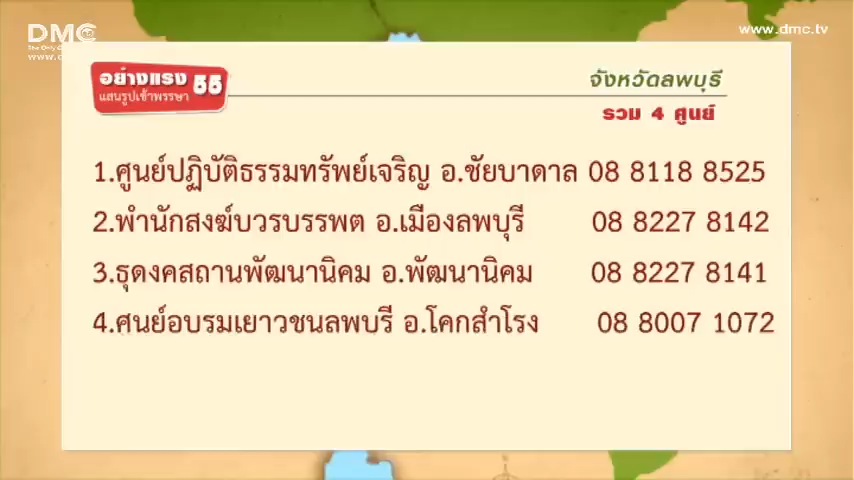 DMC
www.dmc.tv
อย่างแรง 55
แสนรูปเข้าพรรษา
จังหวัดลพบุรี
รวม 4 ศูนย์
1.ศูนย์ปฏิบัติธรรมทรัพย์เจริญ อ.ชัยบาดาล 08 8118 8525
2.พำนักสงฆ์บวรบรรพต อ.เมืองลพบุรี 08 8227 8142
3.ธุดงคสถานพัฒนานิคม อ.พัฒนานิคม 08 8227 8141
4.ศูนย์อบรมเยาวชนลพบุรี อ.โคกสำโรง 08 8007 1072